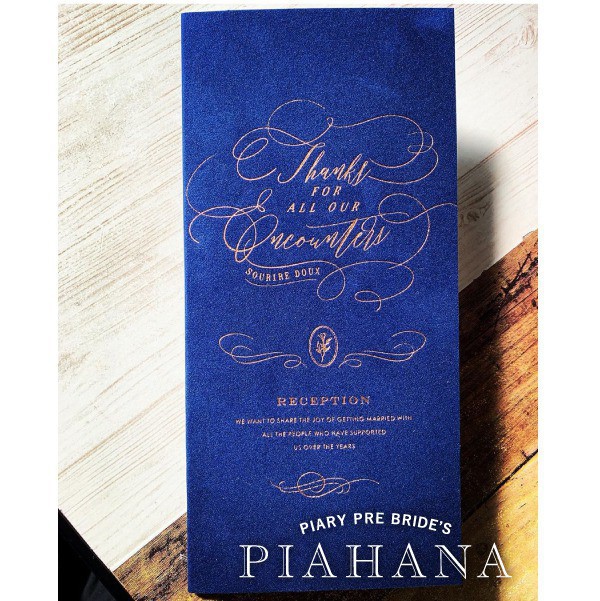 Thanks
FOR
ALL OUR
Encounters
SOURIRE DOUX
RECEPTION
WE WANT TO SHARE THE JOY OF GETTING MARRIED WITH
ALL THE PEOPLE WHO HAVE SUPPORTED
US OVER THE YEARS
PIARY PRE BRIDE'S
PIAHANA